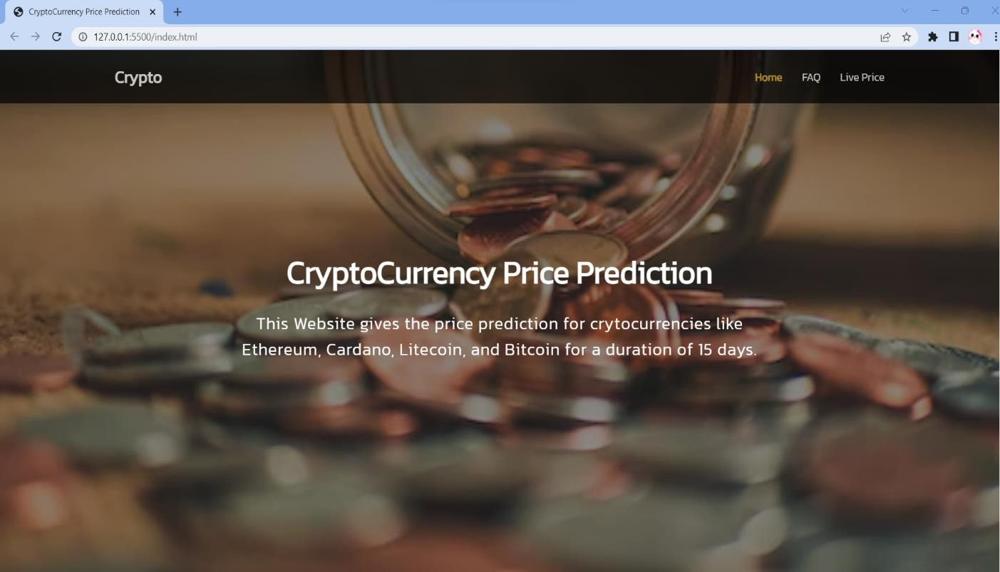 CryptoCurrency Price Prediction
127.0.0.1:5500/index.html
Crypto
Home FAQ Live Price
CryptoCurrency Price Prediction
This Website gives the price prediction for crytocurrencies like
Ethereum, Cardano, Litecoin, and Bitcoin for a duration of 15 days.